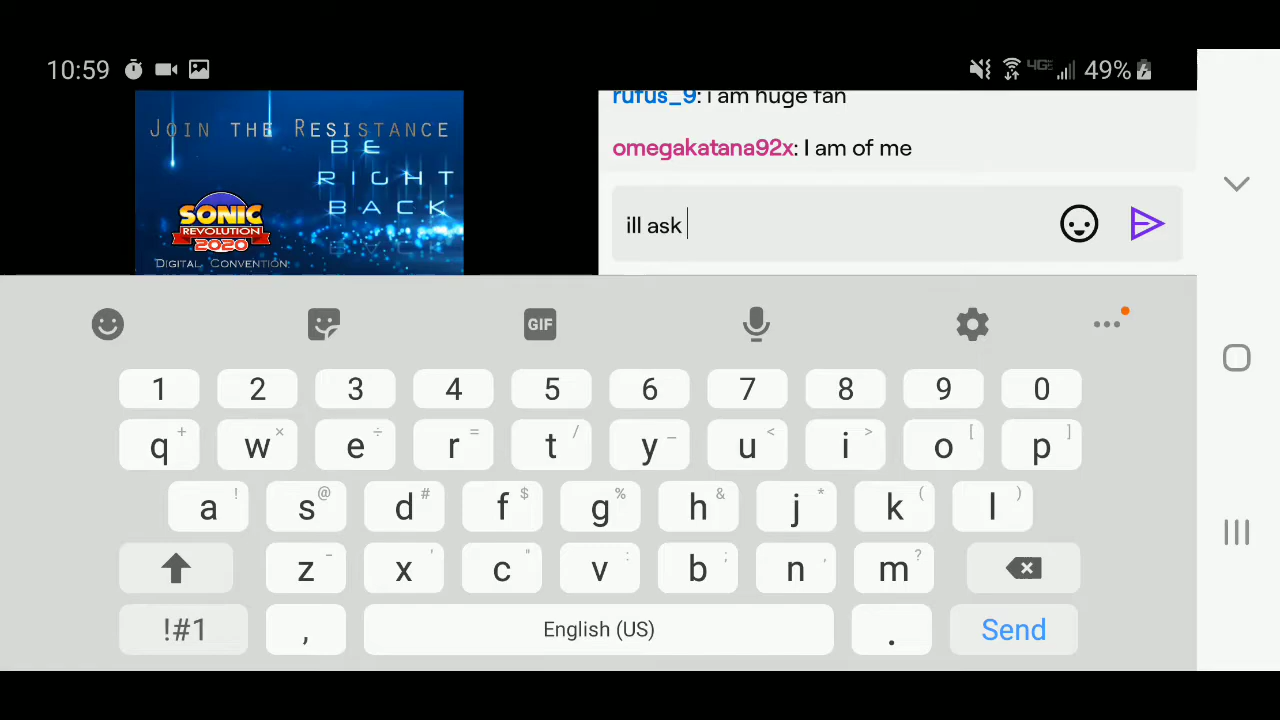 10:59
4GE 49%
JOIN THE RESISTANCE
BE
RIGHT
BACK
SONIC
REVOLUTION
2020
DIGITAL CONVENTION
rufus_9: i am huge fan
omegakatana92x: I am of me
ill ask
GIF
1 2 3 4 5 6 7 8 9 0
q + w × e ÷ r = t / y _ u < i > o [ p ]
a ! s @ d # f $ g % h & j * k ( l )
z - x ' c " v : b ; n , m ?
!#1 , English (US) . Send